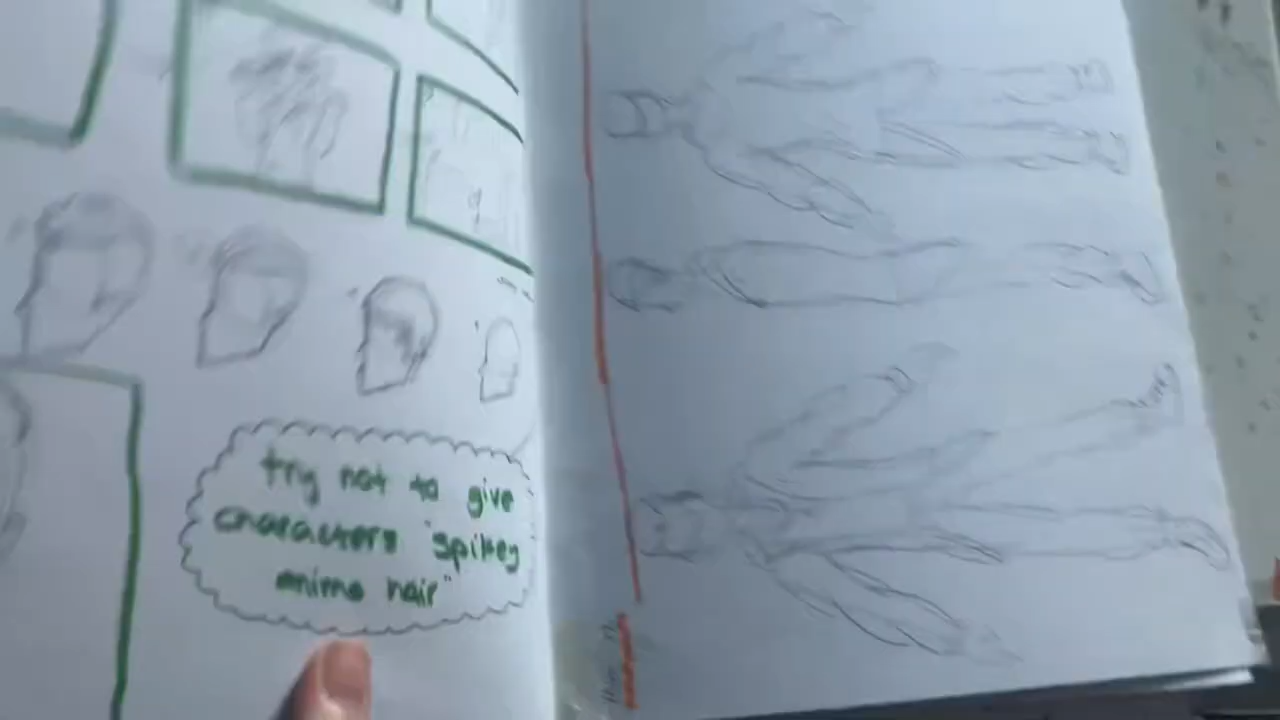 try not to give
characters "spikey
anime hair"